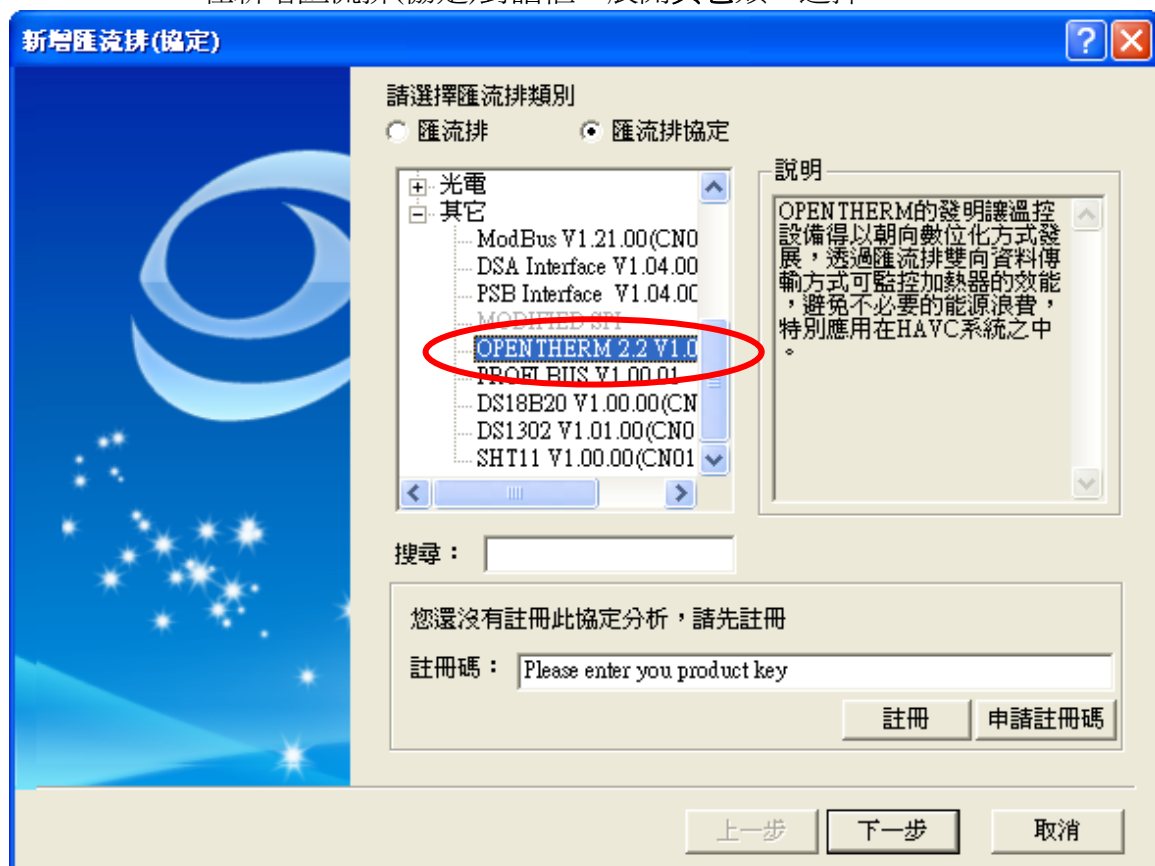 新增匯流排(協定)
請選擇匯流排類別
匯流排
匯流排協定
光電
其它
ModBus V1.21.00(CN0
DSA Interface V1.04.00
PSB Interface V1.04.0
MODIFIED SPI
OPENTHERM 2.2 V1.0
PROFI BUS V1.00.01
DS18B20 V1.00.00(CN
DS1302 V1.01.00(CN0
SHT11 V1.00.00(CN01
說明
OPENTHERM的發明讓溫控
設備得以朝向數位化方式發
展，透過匯流排雙向資料傳
輸方式可監控加熱器的效能
，避免不必要的能源浪費，
特別應用在HAVC系統之中
。
搜尋：
您還沒有註冊此協定分析，請先註冊
註冊碼：
Please enter you product key
註冊
申請註冊碼
上一步
下一步
取消